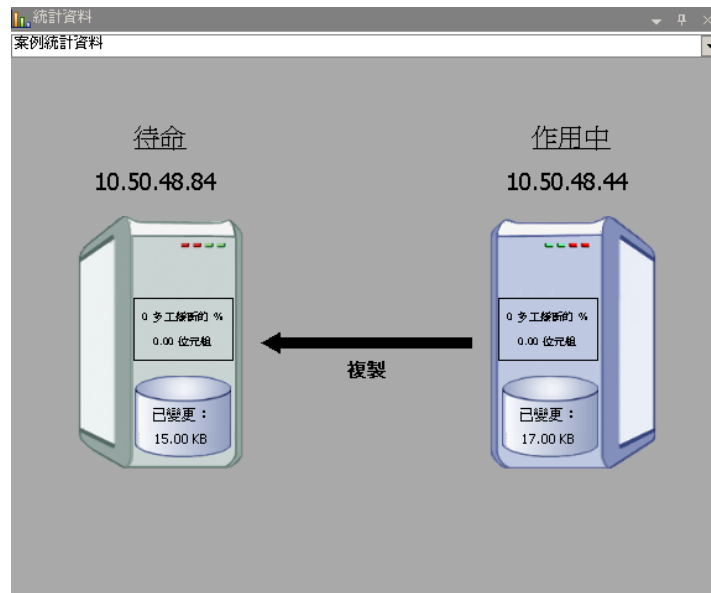 統計資料
案例統計資料
待命
作用中
10.50.48.84
10.50.48.44
0 多工緩衝的 %
0.00 位元組
0 多工緩衝的 %
0.00 位元組
複製
已變更：
15.00 KB
已變更：
17.00 KB